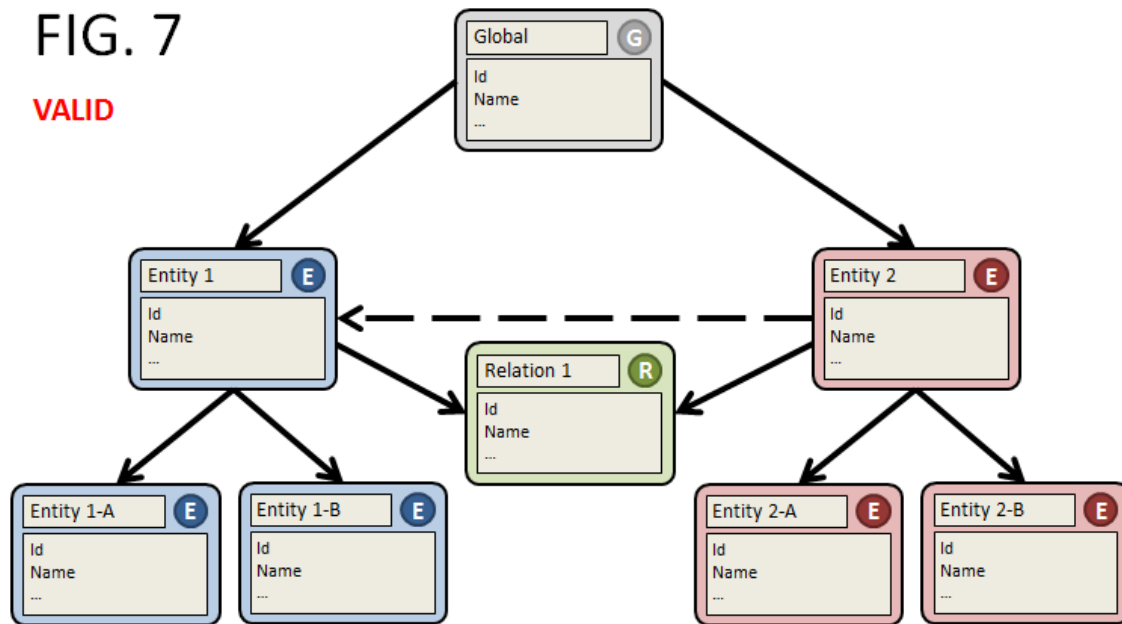 FIG. 7
VALID
Global
G
Id
Name
...
Entity 1
E
Id
Name
...
Entity 2
E
Id
Name
...
Relation 1
R
Id
Name
...
Entity 1-A
E
Id
Name
...
Entity 1-B
E
Id
Name
...
Entity 2-A
E
Id
Name
...
Entity 2-B
E
Id
Name
...